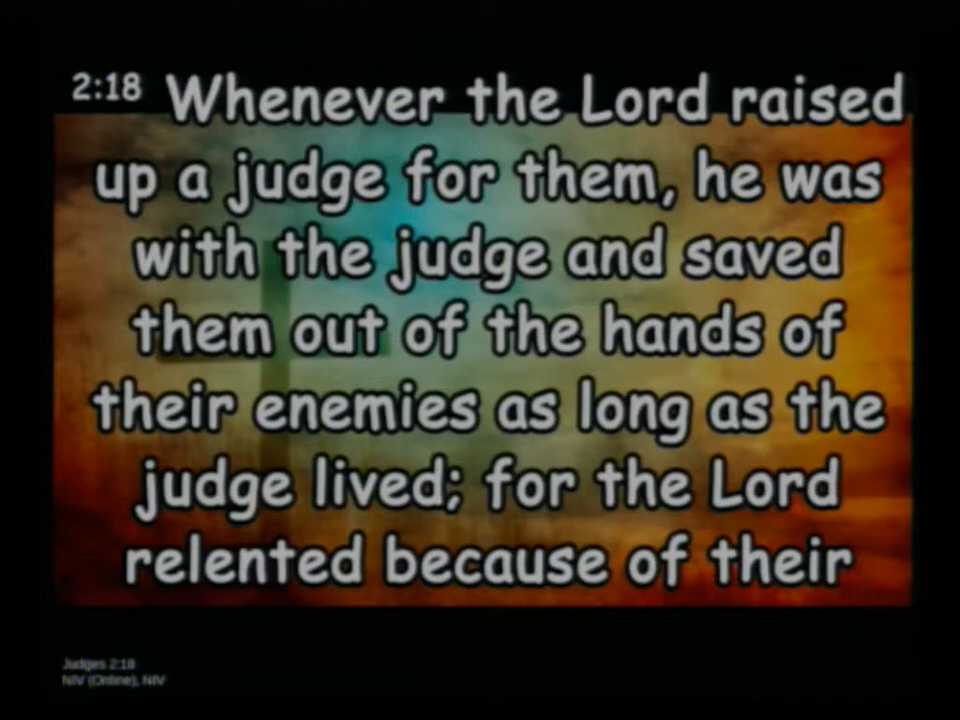 2:18 Whenever the Lord raised
up a judge for them, he was
with the judge and saved
them out of the hands of
their enemies as long as the
judge lived; for the Lord
relented because of their
Judges 2:18
NIV (Online), NIV